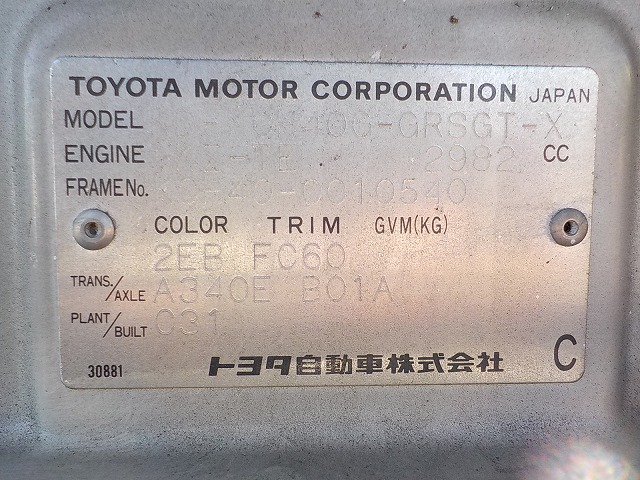 TOYOTA MOTOR CORPORATION JAPAN
MODEL
ENGINE 2982 CC
FRAME No.
COLOR TRIM GVM(KG)
2EB FC60
TRANS./AXLE A340E B01A
PLANT/BUILT C31
30881 トヨタ自動車株式会社 C